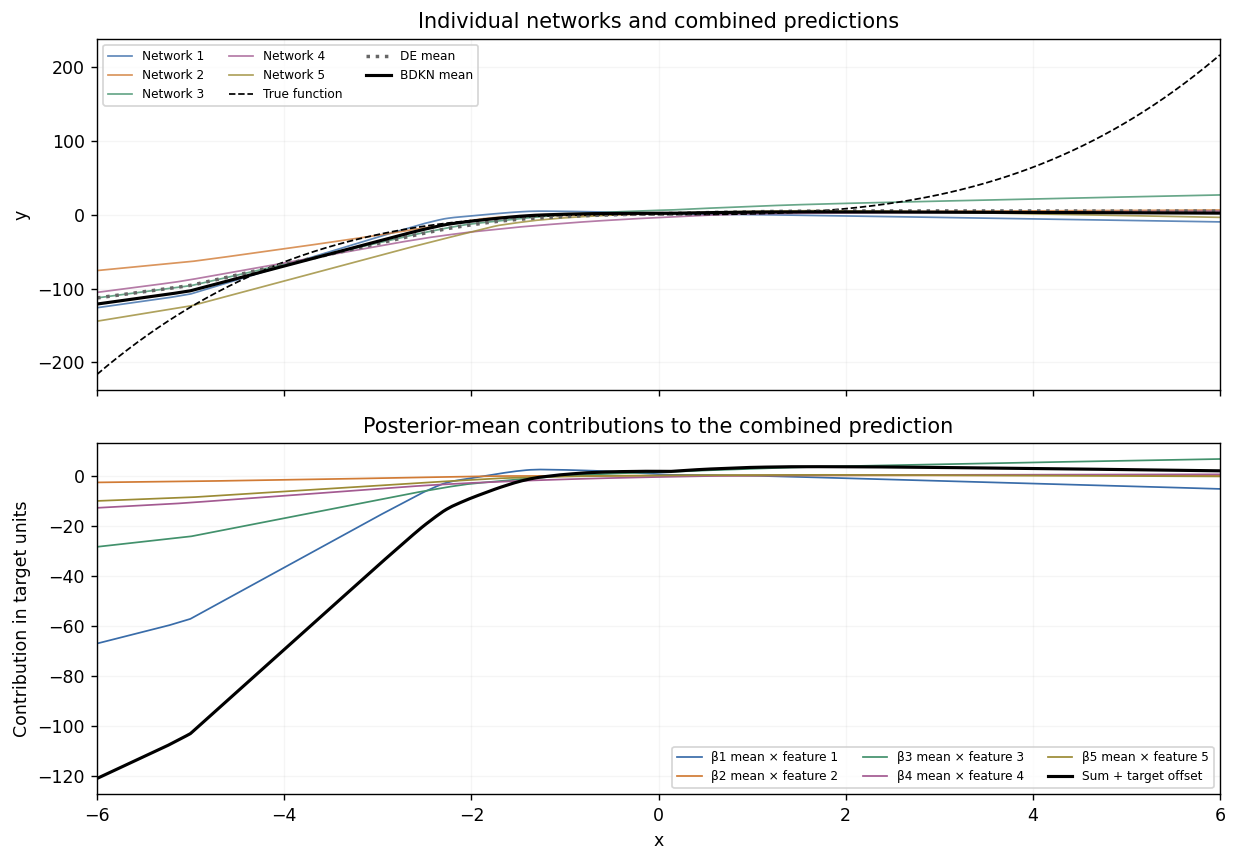 Individual networks and combined predictions
Network 1
Network 2
Network 3
Network 4
Network 5
True function
DE mean
BDKN mean
y
200
100
0
−100
−200
Posterior-mean contributions to the combined prediction
Contribution in target units
0
−20
−40
−60
−80
−100
−120
β1 mean × feature 1
β2 mean × feature 2
β3 mean × feature 3
β4 mean × feature 4
β5 mean × feature 5
Sum + target offset
−6 −4 −2 0 2 4 6
x